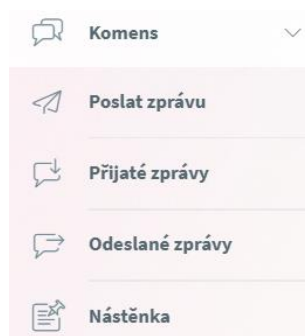 Komens
Poslat zprávu
Přijaté zprávy
Odeslané zprávy
Nástěnka